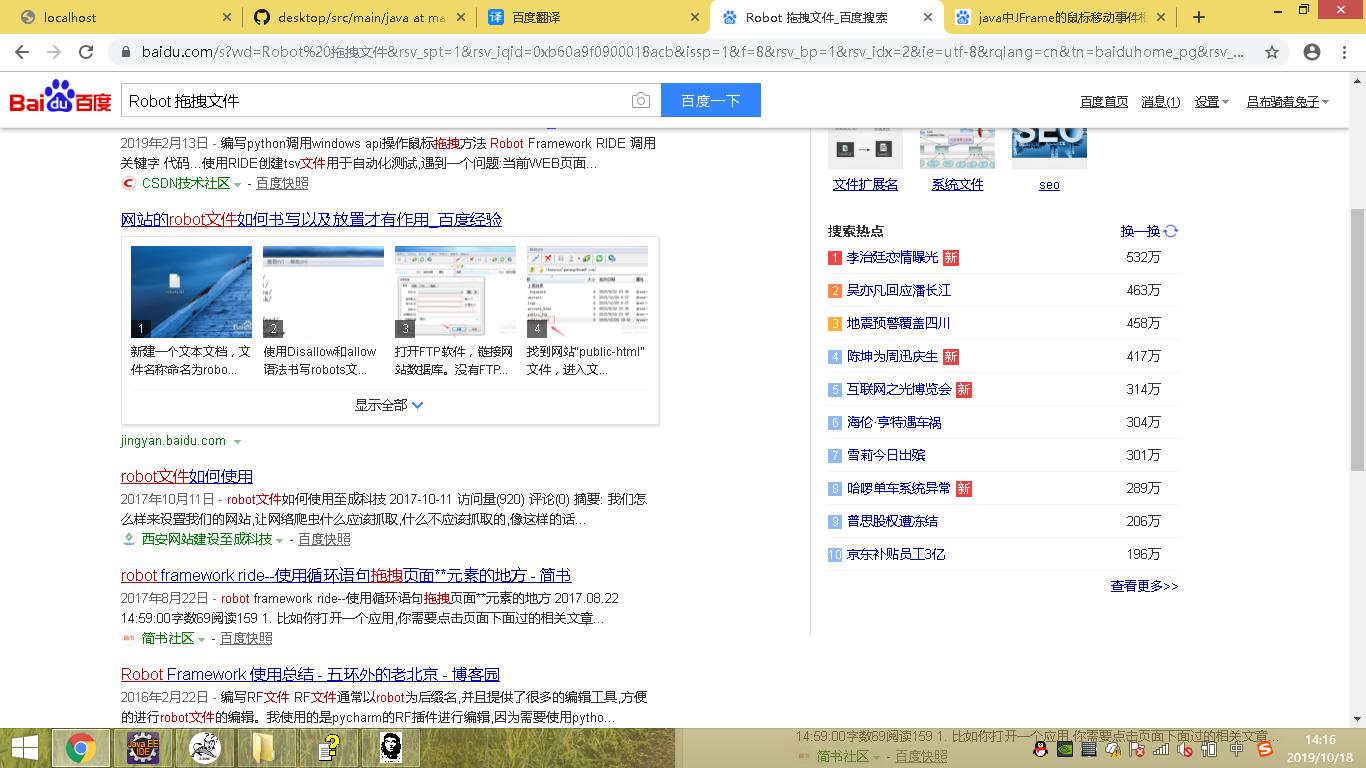 localhost
desktop/src/main/java at ma
百度翻译
Robot 拖拽文件_百度搜索
java中JFrame的鼠标移动事件和
baidu.com/s?wd=Robot%20拖拽文件&rsv_spt=1&rsv_iqid=0xb60a9f0900018acb&issp=1&f=8&rsv_bp=1&rsv_idx=2&ie=utf-8&rqlang=cn&tn=baiduhome_pg&rsv_...
Bai du 百度
Robot 拖拽文件
百度一下
百度首页 消息(1) 设置 吕布骑着兔子
2019年2月13日 - 编写python调用windows api操作鼠标拖拽方法 Robot Framework RIDE 调用
关键字 代码...使用RIDE创建tsv文件用于自动化测试,遇到一个问题:当前WEB页面...
CSDN技术社区 - 百度快照
网站的robot文件如何书写以及放置才有作用_百度经验
1
2
3
4
新建一个文本文档，文
件名称命名为robo...
使用Disallow和allow
语法书写robots文...
打开FTP软件，链接网
站数据库。没有FTP...
找到网站"public-html"
文件，进入文...
显示全部
jingyan.baidu.com
robot文件如何使用
2017年10月11日 - robot文件如何使用至成科技 2017-10-11 访问量(920) 评论(0) 摘要: 我们怎
么样来设置我们的网站,让网络爬虫什么应该抓取,什么不应该抓取的,像这样的话...
西安网站建设至成科技 - 百度快照
robot framework ride--使用循环语句拖拽页面**元素的地方 - 简书
2017年8月22日 - robot framework ride--使用循环语句拖拽页面**元素的地方 2017.08.22
14:59:00字数69阅读159 1. 比如你打开一个应用,你需要点击页面下面过的相关文章...
简书社区 - 百度快照
Robot Framework 使用总结 - 五环外的老北京 - 博客园
2016年2月22日 - 编写RF文件 RF文件通常以robot为后缀名,并且提供了很多的编辑工具,方便
的进行robot文件的编辑。我使用的是pycharm的RF插件进行编辑,因为需要使用pytho...
SEO
文件扩展名 系统文件 seo
搜索热点 换一换
1 李治廷恋情曝光 新 532万
2 吴亦凡回应潘长江 463万
3 地震预警覆盖四川 458万
4 陈坤为周迅庆生 新 417万
5 互联网之光博览会 新 314万
6 海伦·亨特遇车祸 304万
7 雪莉今日出殡 301万
8 哈啰单车系统异常 新 289万
9 普思股权遭冻结 206万
10 京东补贴员工3亿 196万
查看更多>>
Java EE
IDE
14:59:00字数69阅读159 1. 比如你打开一个应用,你需要点击页面下面过的相关文章...
简书社区 - 百度快照
中
14:16
2019/10/18